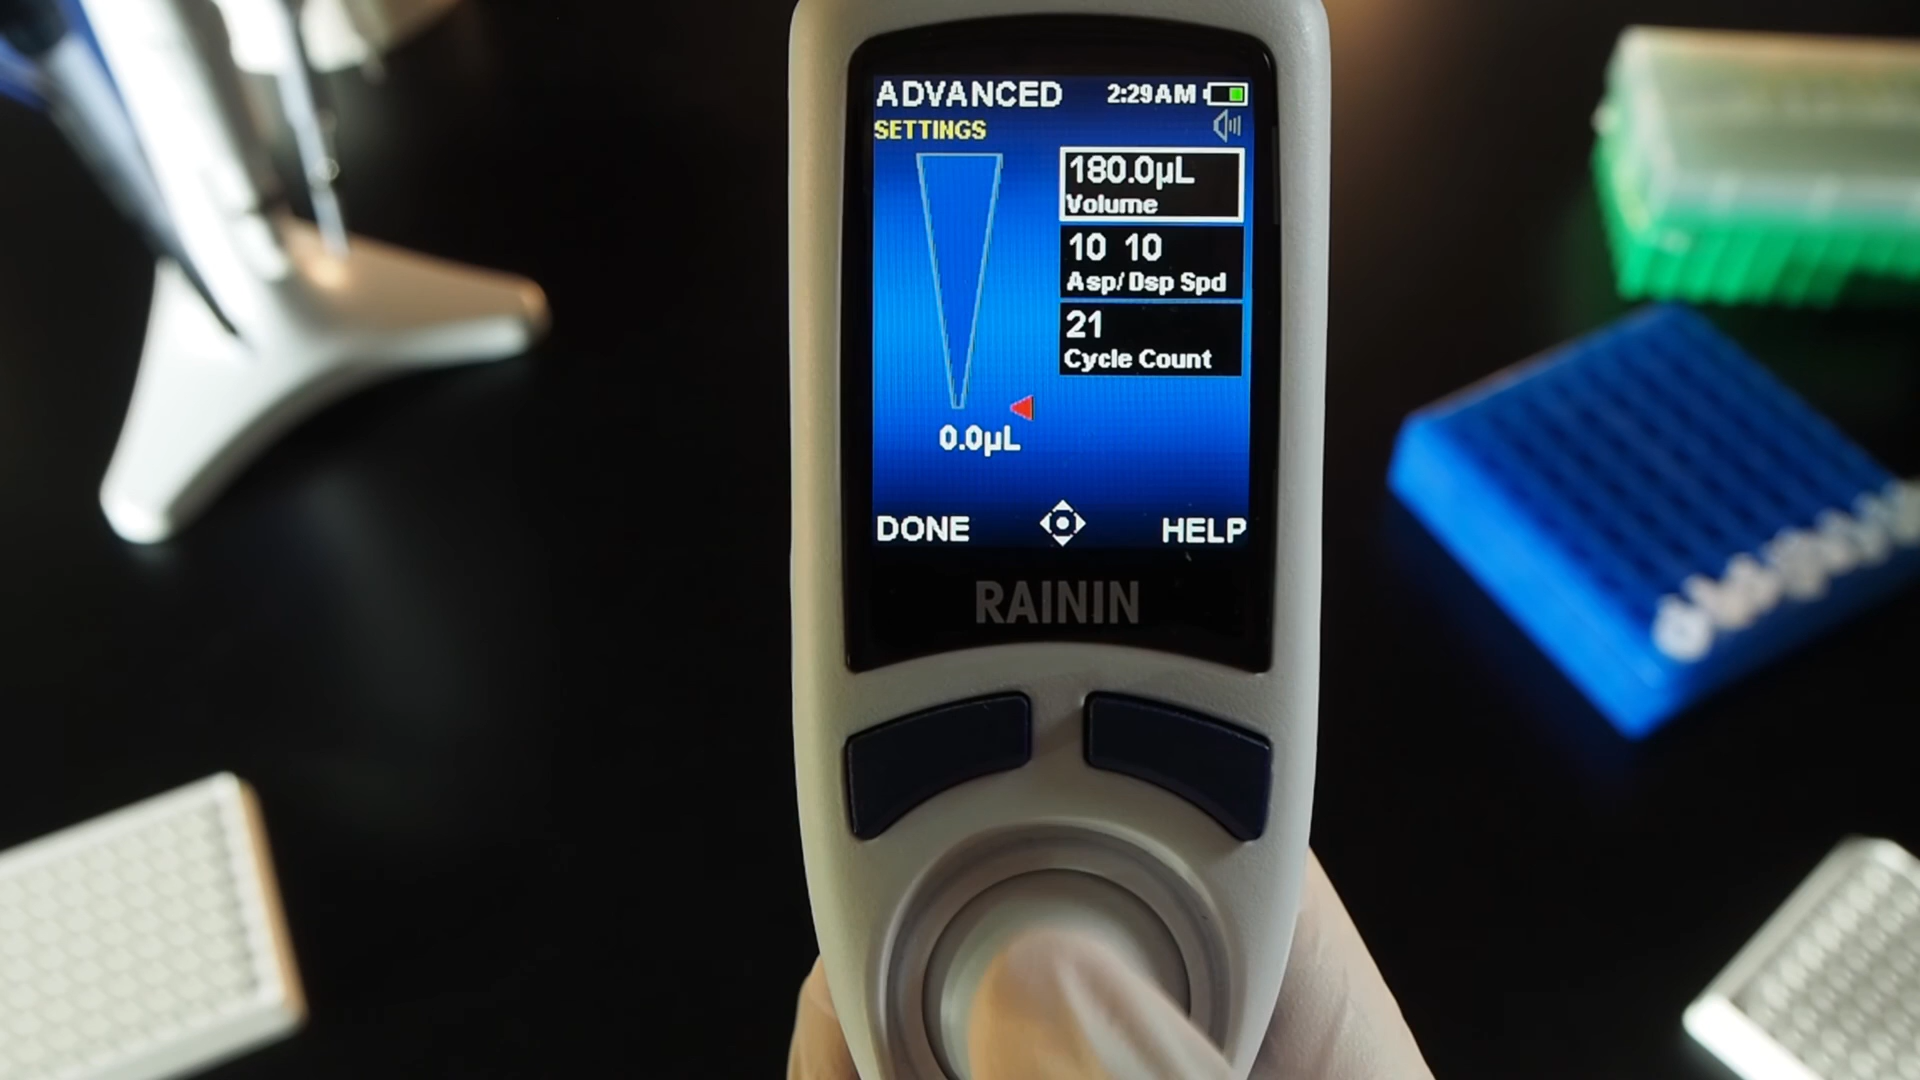 ADVANCED 2:29AM
SETTINGS
180.0µL
Volume
10 10
Asp/Dsp Spd
21
Cycle Count
0.0µL
DONE HELP
RAININ